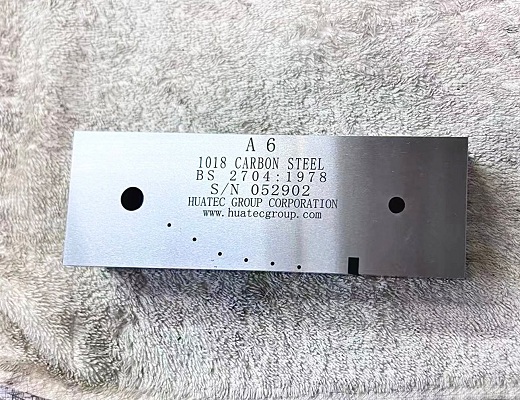 A 6
1018 CARBON STEEL
BS 2704:1978
S/N 052902
HUATEC GROUP CORPORATION
www.huatecgroup.com